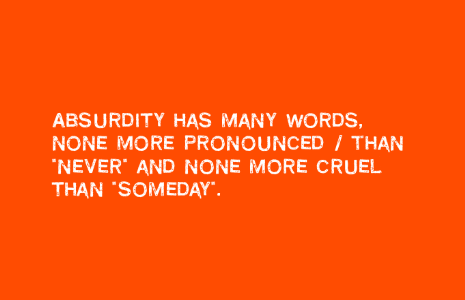 ABSURDITY HAS MANY WORDS,
NONE MORE PRONOUNCED / THAN
"NEVER" AND NONE MORE CRUEL
THAN "SOMEDAY".